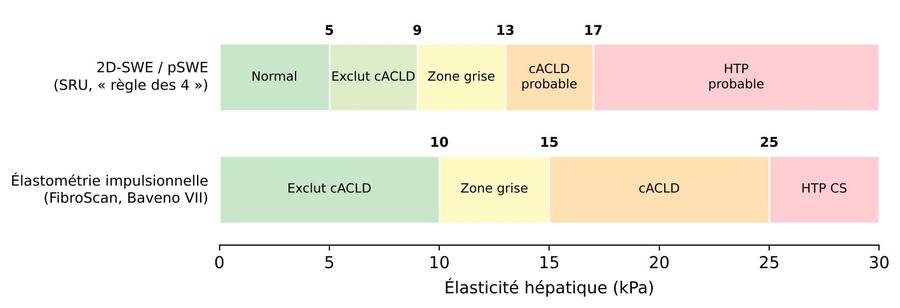 5 9 13 17
2D-SWE / pSWE
(SRU, « règle des 4 »)
Normal
Exclut cACLD
Zone grise
cACLD
probable
HTP
probable
10 15 25
Élastométrie impulsionnelle
(FibroScan, Baveno VII)
Exclut cACLD
Zone grise
cACLD
HTP CS
0 5 10 15 20 25 30
Élasticité hépatique (kPa)